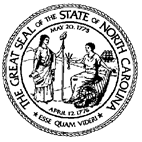 THE GREAT SEAL OF THE STATE OF NORTH CAROLINA
MAY 20, 1775
APRIL 12, 1776
ESSE QUAM VIDERI